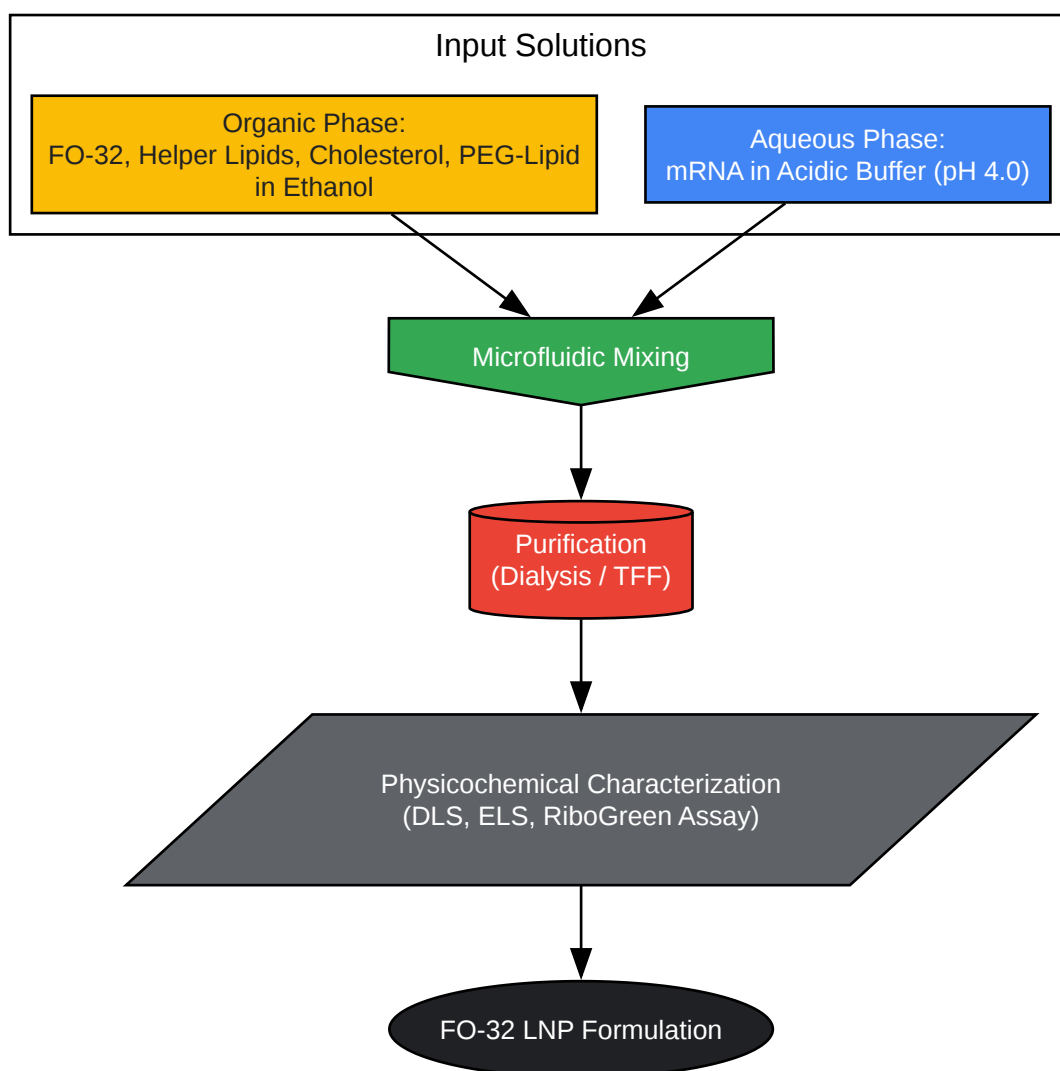 Input Solutions
Organic Phase:
FO-32, Helper Lipids, Cholesterol, PEG-Lipid
in Ethanol
Aqueous Phase:
mRNA in Acidic Buffer (pH 4.0)
Microfluidic Mixing
Purification
(Dialysis / TFF)
Physicochemical Characterization
(DLS, ELS, RiboGreen Assay)
FO-32 LNP Formulation